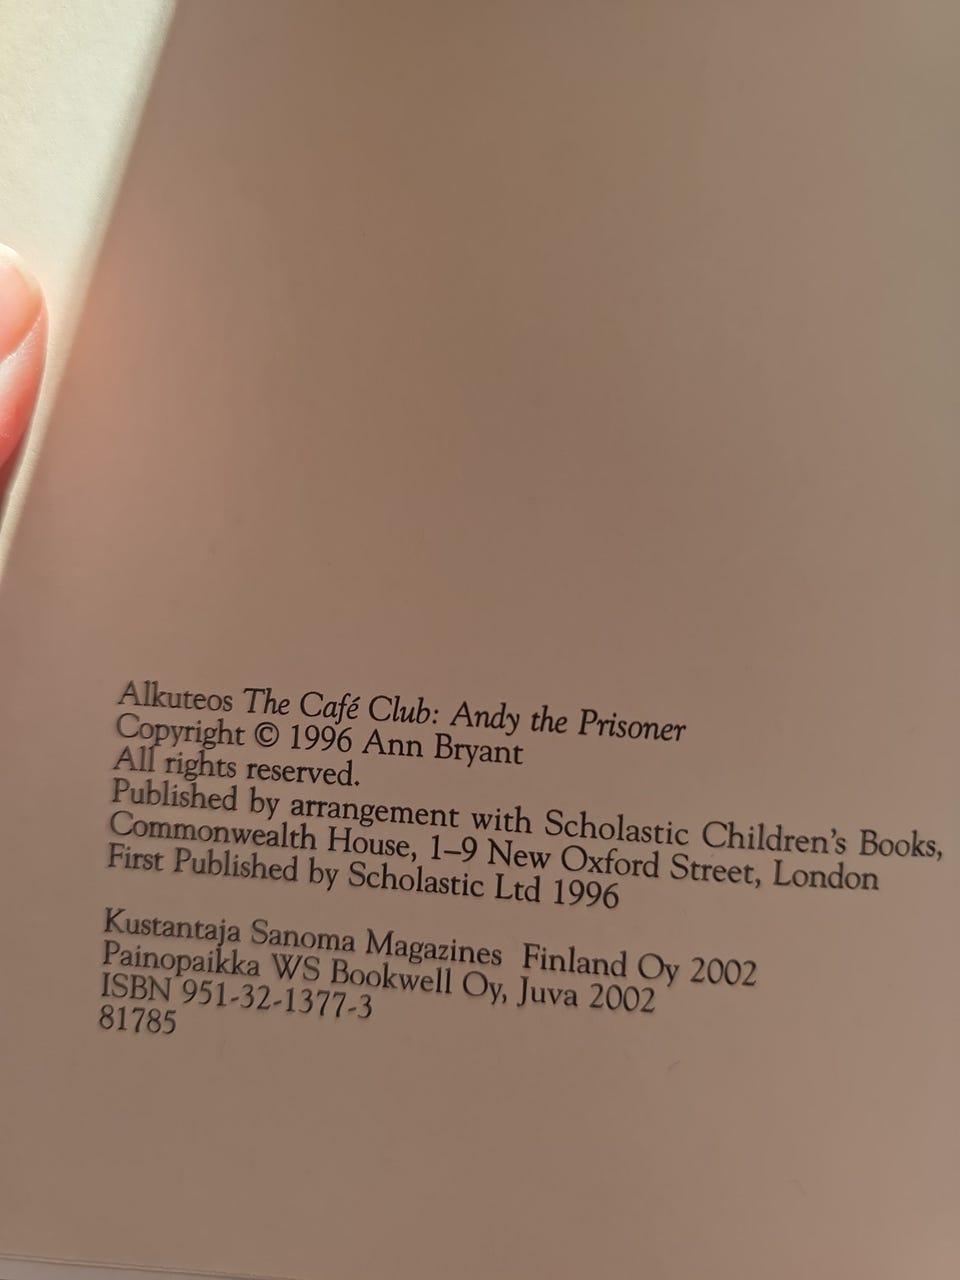 Alkuteos The Café Club: Andy the Prisoner
Copyright © 1996 Ann Bryant
All rights reserved.
Published by arrangement with Scholastic Children's Books,
Commonwealth House, 1–9 New Oxford Street, London
First Published by Scholastic Ltd 1996
Kustantaja Sanoma Magazines Finland Oy 2002
Painopaikka WS Bookwell Oy, Juva 2002
ISBN 951-32-1377-3
81785